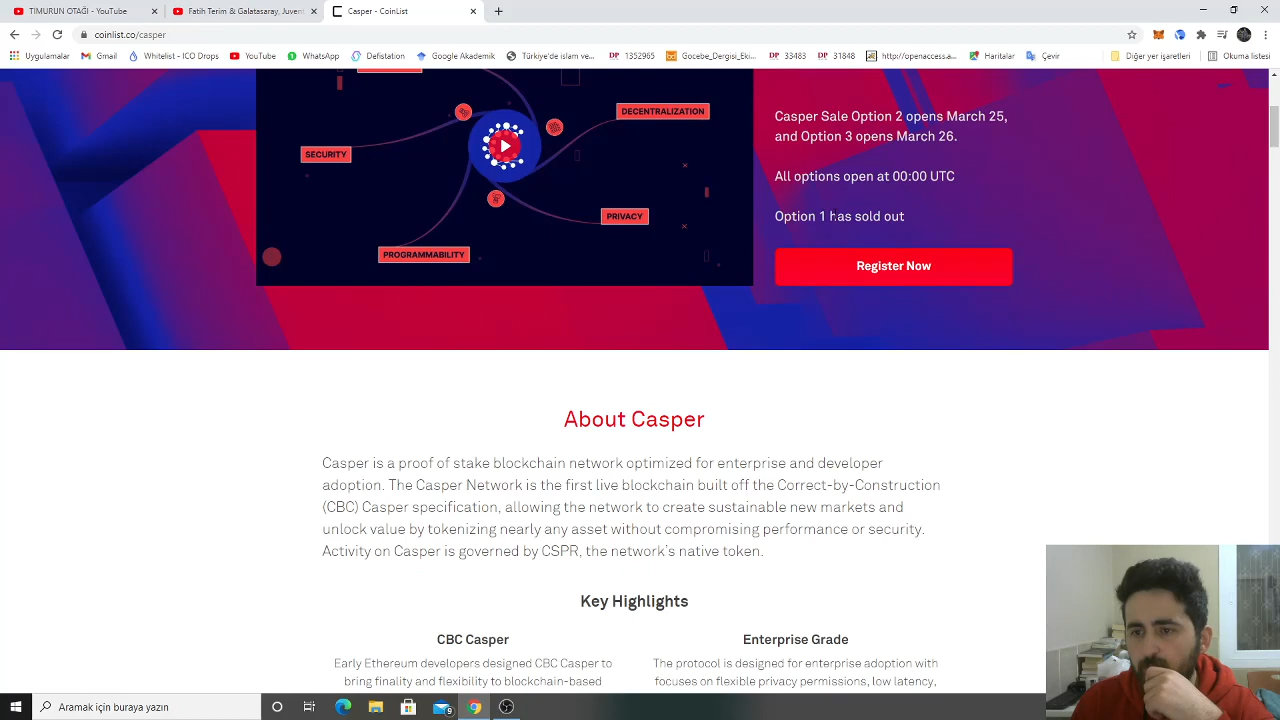 TİMURUN OTAĞI - YouTube
Fatih Terim & Galatasaray, Juven
Casper - CoinList
coinlist.co/casper
Uygulamalar
Gmail
Airdrops
Whitelist - ICO Drops
YouTube
WhatsApp
Defistation
Google Akademik
Türkiye'de islam ve...
1352965
Gocebe_Dergisi_Eki...
33483
31848
http://openaccess.a...
Haritalar
Çevir
Diğer yer işaretleri
Okuma listesi
DECENTRALIZATION
SECURITY
PRIVACY
PROGRAMMABILITY
Casper Sale Option 2 opens March 25,
and Option 3 opens March 26.
All options open at 00:00 UTC
Option 1 has sold out
Register Now
About Casper
Casper is a proof of stake blockchain network optimized for enterprise and developer
adoption. The Casper Network is the first live blockchain built off the Correct-by-Construction
(CBC) Casper specification, allowing the network to create sustainable new markets and
unlock value by tokenizing nearly any asset without compromising performance or security.
Activity on Casper is governed by CSPR, the network's native token.
Key Highlights
CBC Casper
Early Ethereum developers designed CBC Casper to
bring finality and flexibility to blockchain-based
Enterprise Grade
The protocol is designed for enterprise adoption with
focuses on flexible privacy permissions, low latency,
Aramak için buraya yazın